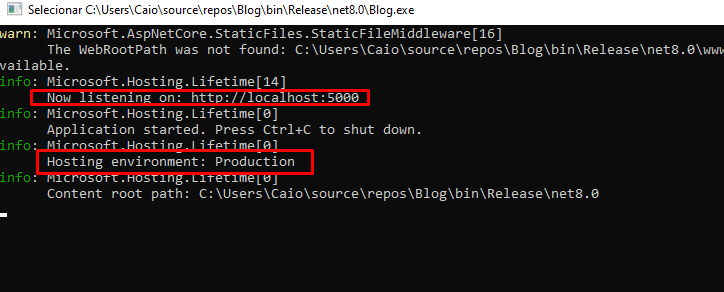 Selecionar C:\Users\Caio\source\repos\Blog\bin\Release\net8.0\Blog.exe
warn: Microsoft.AspNetCore.StaticFiles.StaticFileMiddleware[16]
The WebRootPath was not found: C:\Users\Caio\source\repos\Blog\bin\Release\net8.0\www
vailable.
info: Microsoft.Hosting.Lifetime[14]
Now listening on: http://localhost:5000
info: Microsoft.Hosting.Lifetime[0]
Application started. Press Ctrl+C to shut down.
info: Microsoft.Hosting.Lifetime[0]
Hosting environment: Production
info: Microsoft.Hosting.Lifetime[0]
Content root path: C:\Users\Caio\source\repos\Blog\bin\Release\net8.0